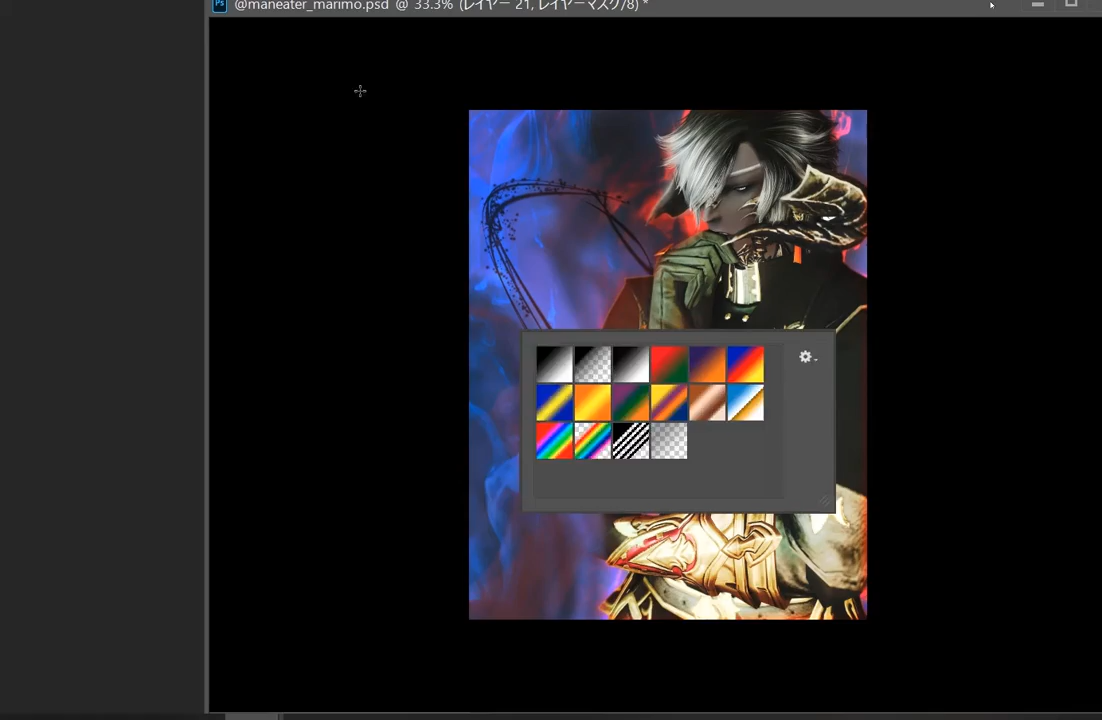 Ps @maneater_marimo.psd @ 33.3% (レイヤー 21, レイヤーマスク/8) *